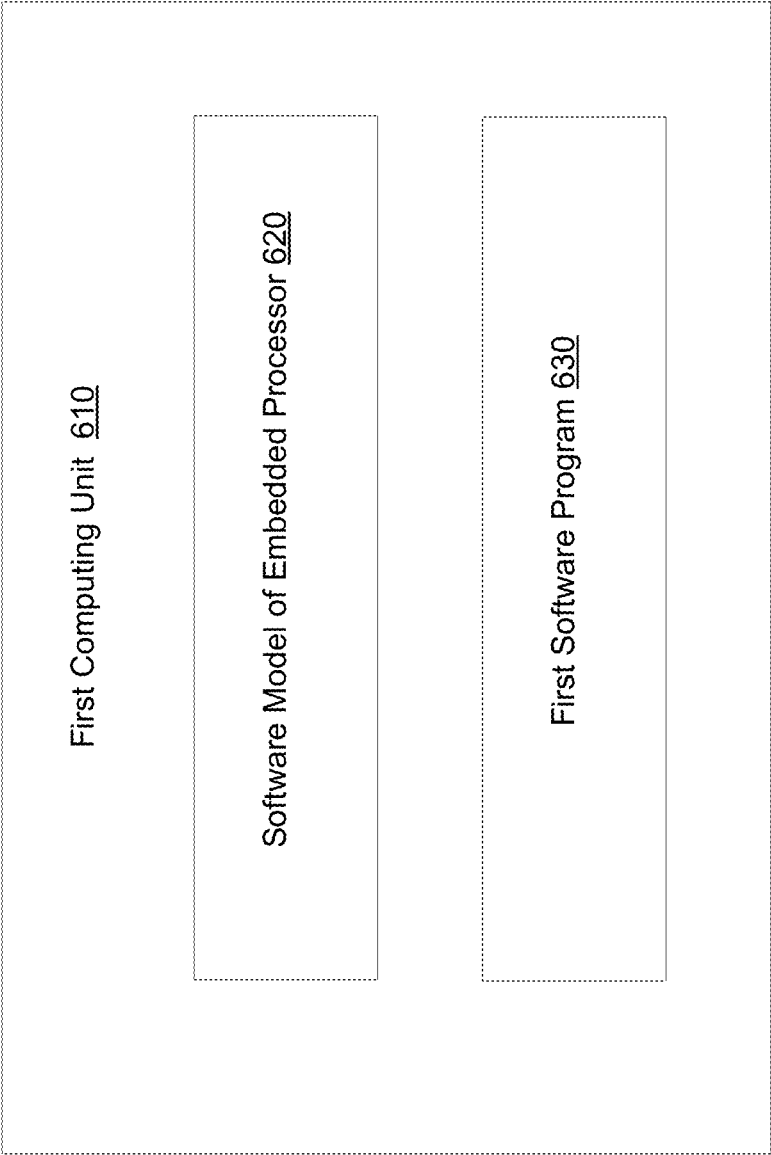 First Computing Unit 610
Software Model of Embedded Processor 620
First Software Program 630